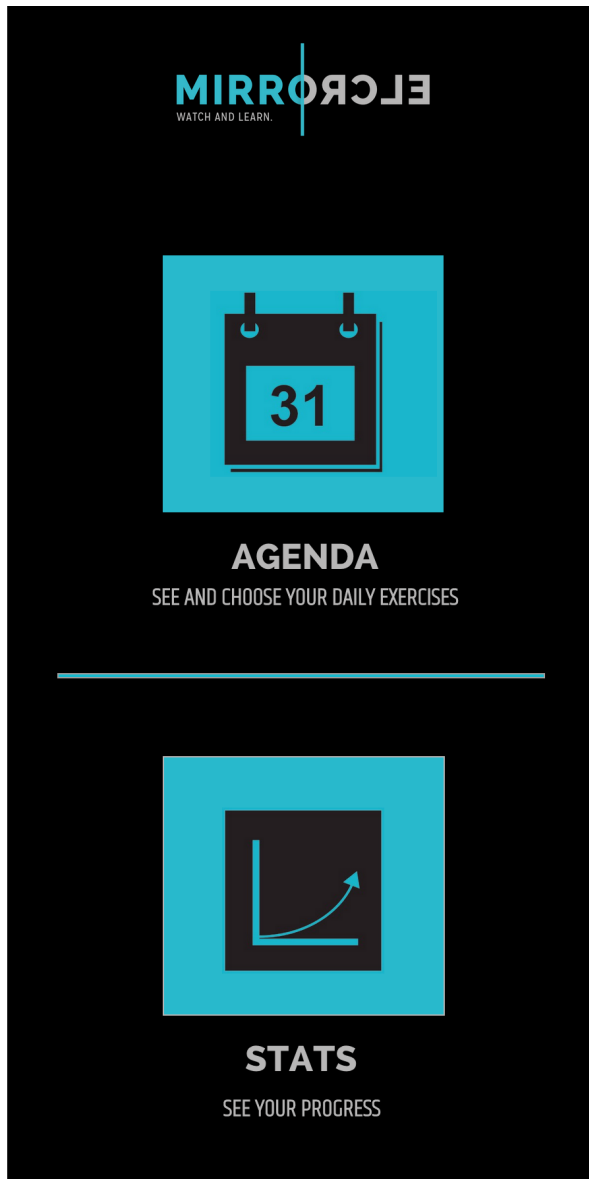 MIRRORCLE
WATCH AND LEARN.
31
AGENDA
SEE AND CHOOSE YOUR DAILY EXERCISES
STATS
SEE YOUR PROGRESS